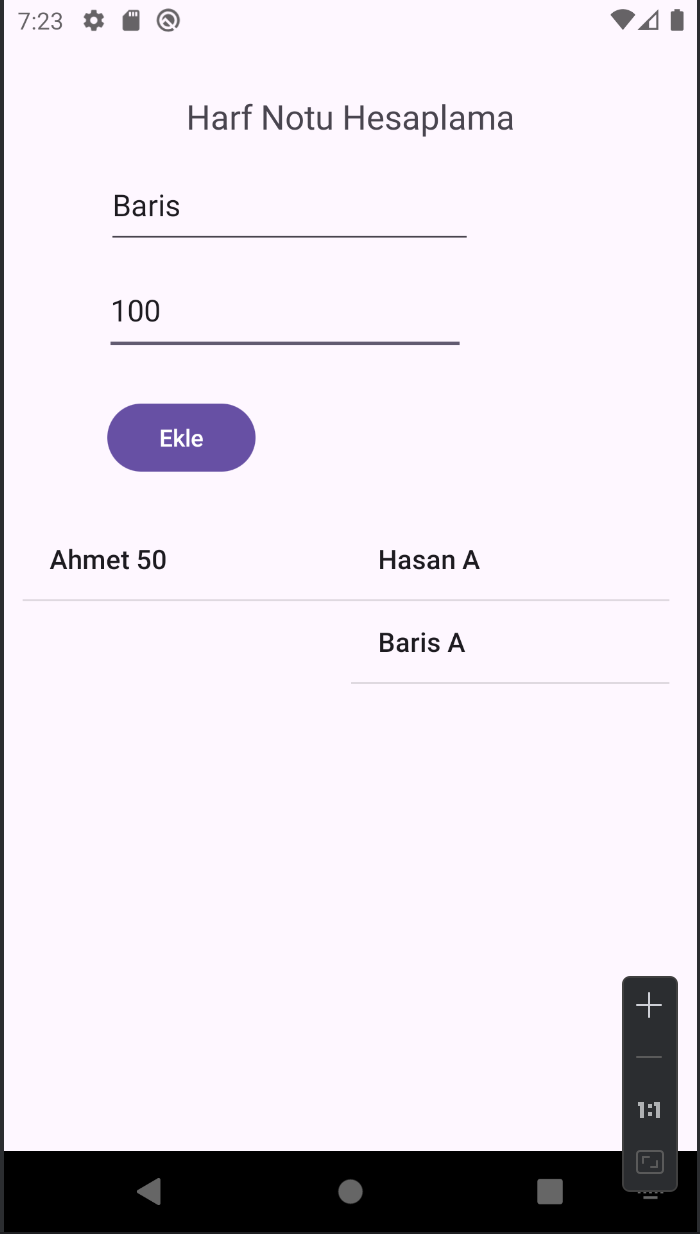 7:23
Harf Notu Hesaplama
Baris
100
Ekle
Ahmet 50
Hasan A
Baris A
1:1